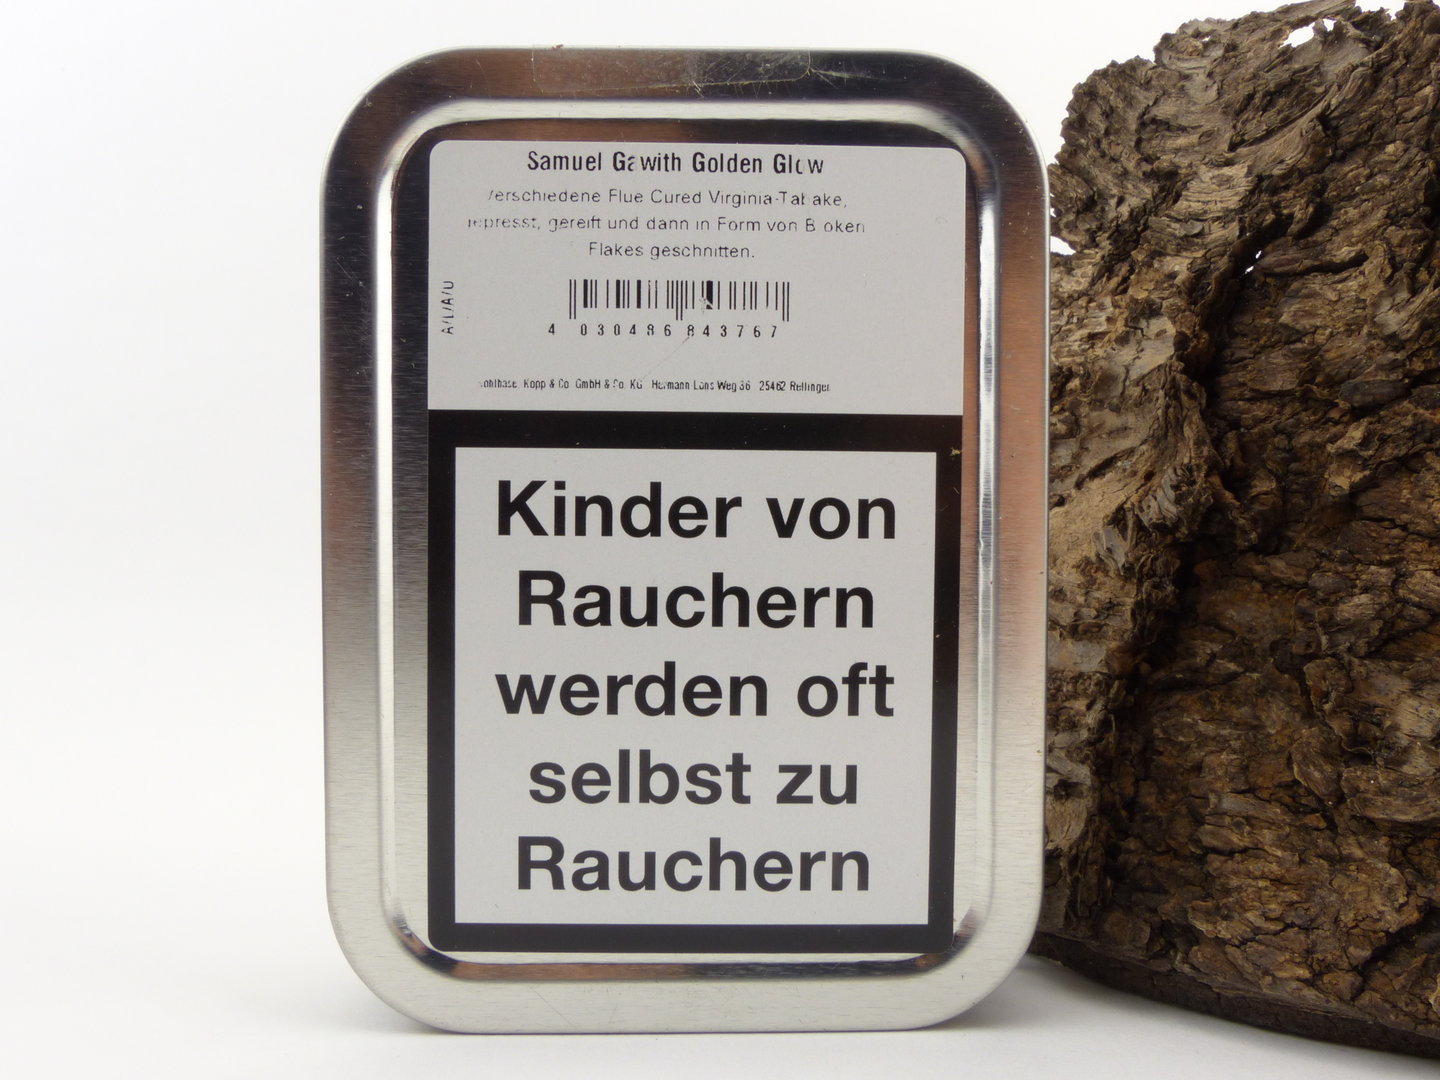 Samuel Gawith Golden Glow
Verschiedene Flue Cured Virginia-Tabake,
gepresst, gereift und dann in Form von Broken
Flakes geschnitten.
A/L/A/U
4 030486 843767
Kohlhase, Kopp & Co. GmbH & Co. KG Hermann Löns Weg 36 25462 Rellingen
Kinder von
Rauchern
werden oft
selbst zu
Rauchern